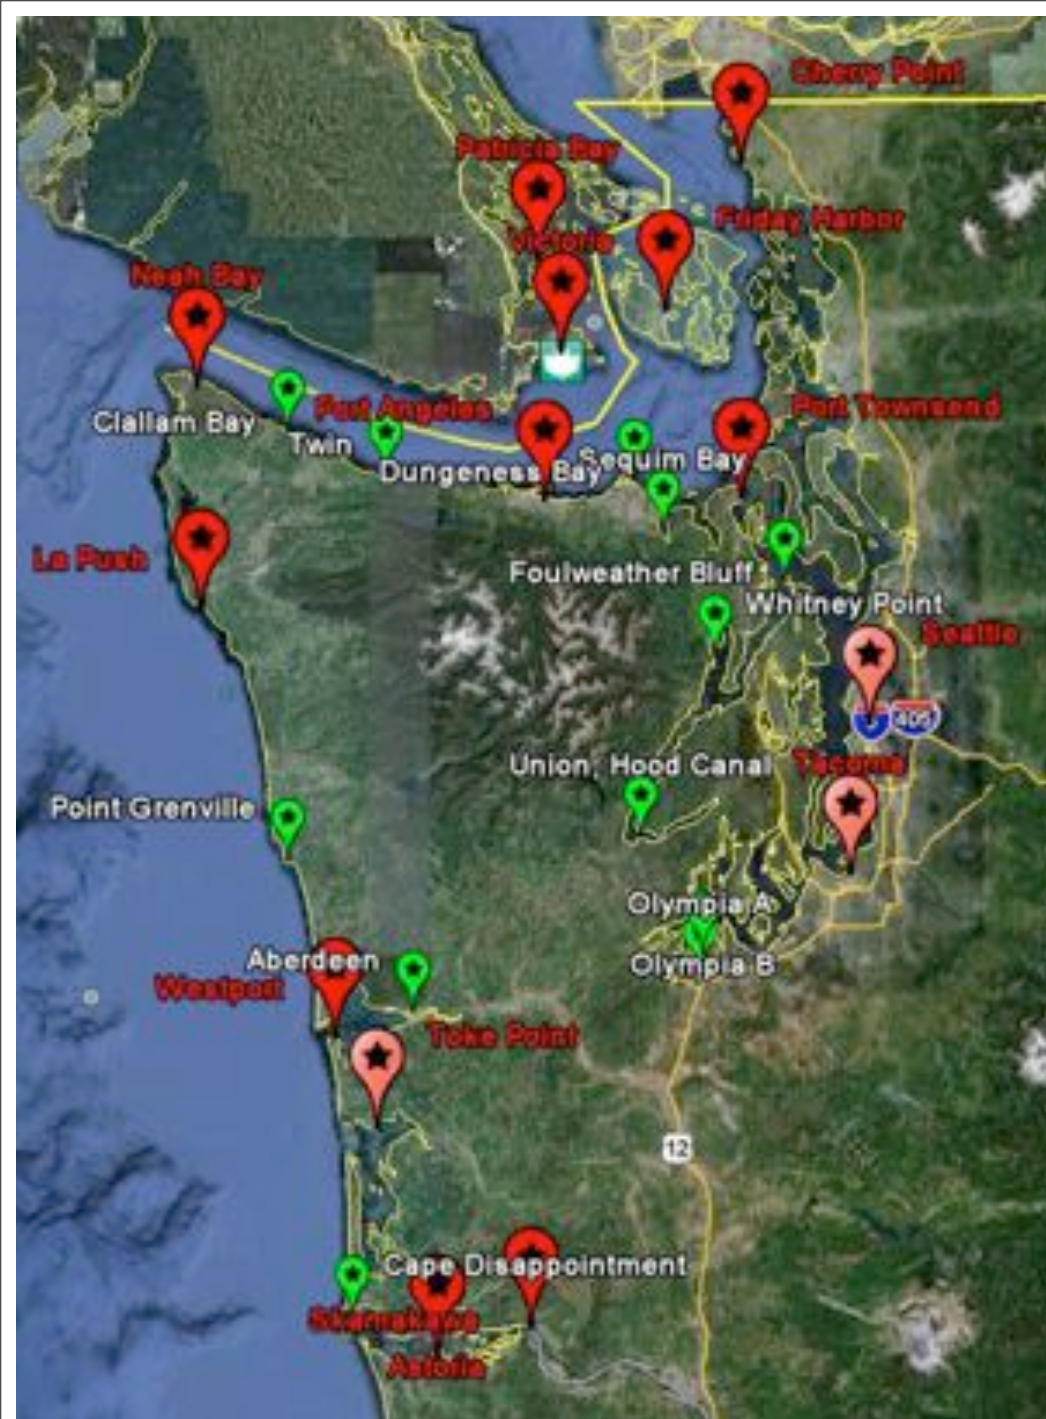 Cherry Point
Patricia Bay
Friday Harbor
Victoria
Neah Bay
Port Angeles
Port Townsend
Clallam Bay
Twin
Sequim Bay
Dungeness Bay
La Push
Foulweather Bluff
Whitney Point
Seattle
5
405
Union, Hood Canal
Tacoma
Point Grenville
Olympia A
Aberdeen
Olympia B
Westport
Toke Point
12
Cape Disappointment
Skamokawa
Astoria